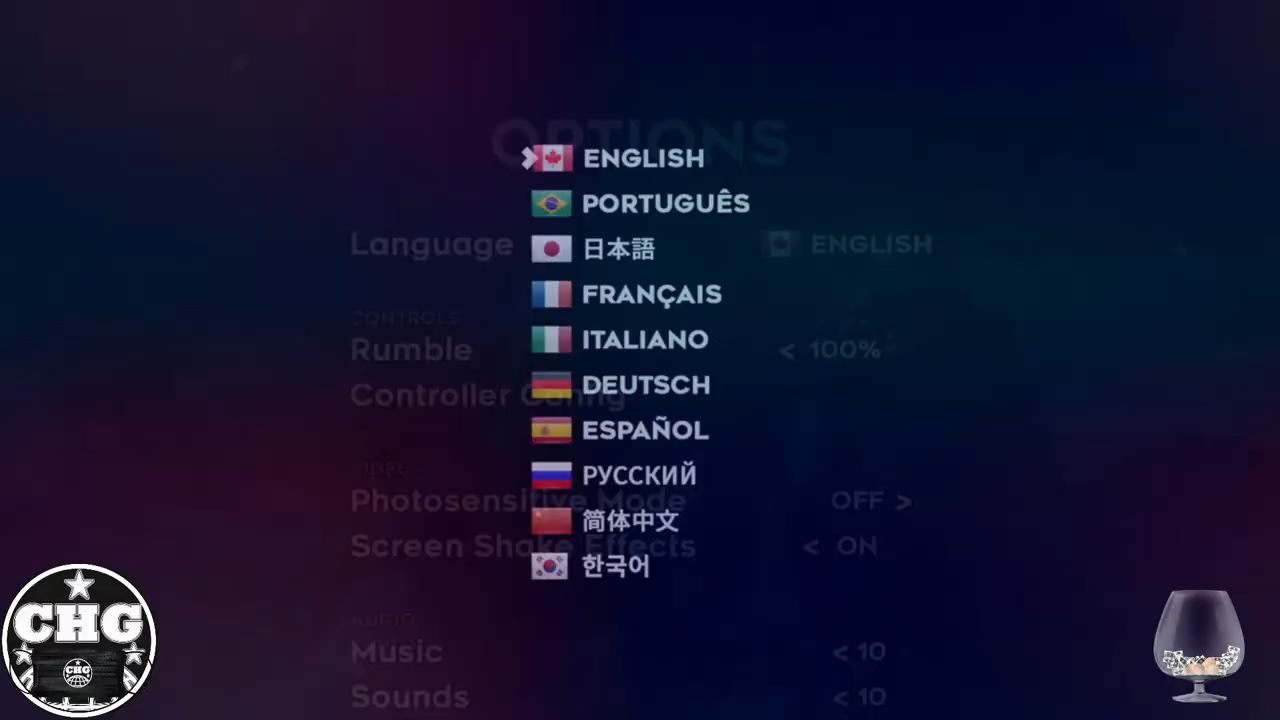 OPTIONS
ENGLISH
PORTUGUÊS
Language
ENGLISH
日本語
FRANÇAIS
CONTROLS
ITALIANO
Rumble
< 100%
DEUTSCH
Controller Config
ESPAÑOL
РУССКИЙ
Photosensitive Mode
OFF >
简体中文
Screen Shake Effects
< ON
한국어
AUDIO
Music
< 10
Sounds
< 10
CHG
CHG